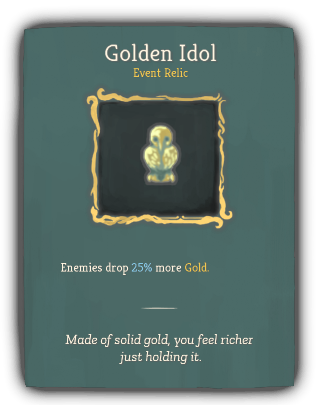 Golden Idol
Event Relic
Enemies drop 25% more Gold.
Made of solid gold, you feel richer
just holding it.